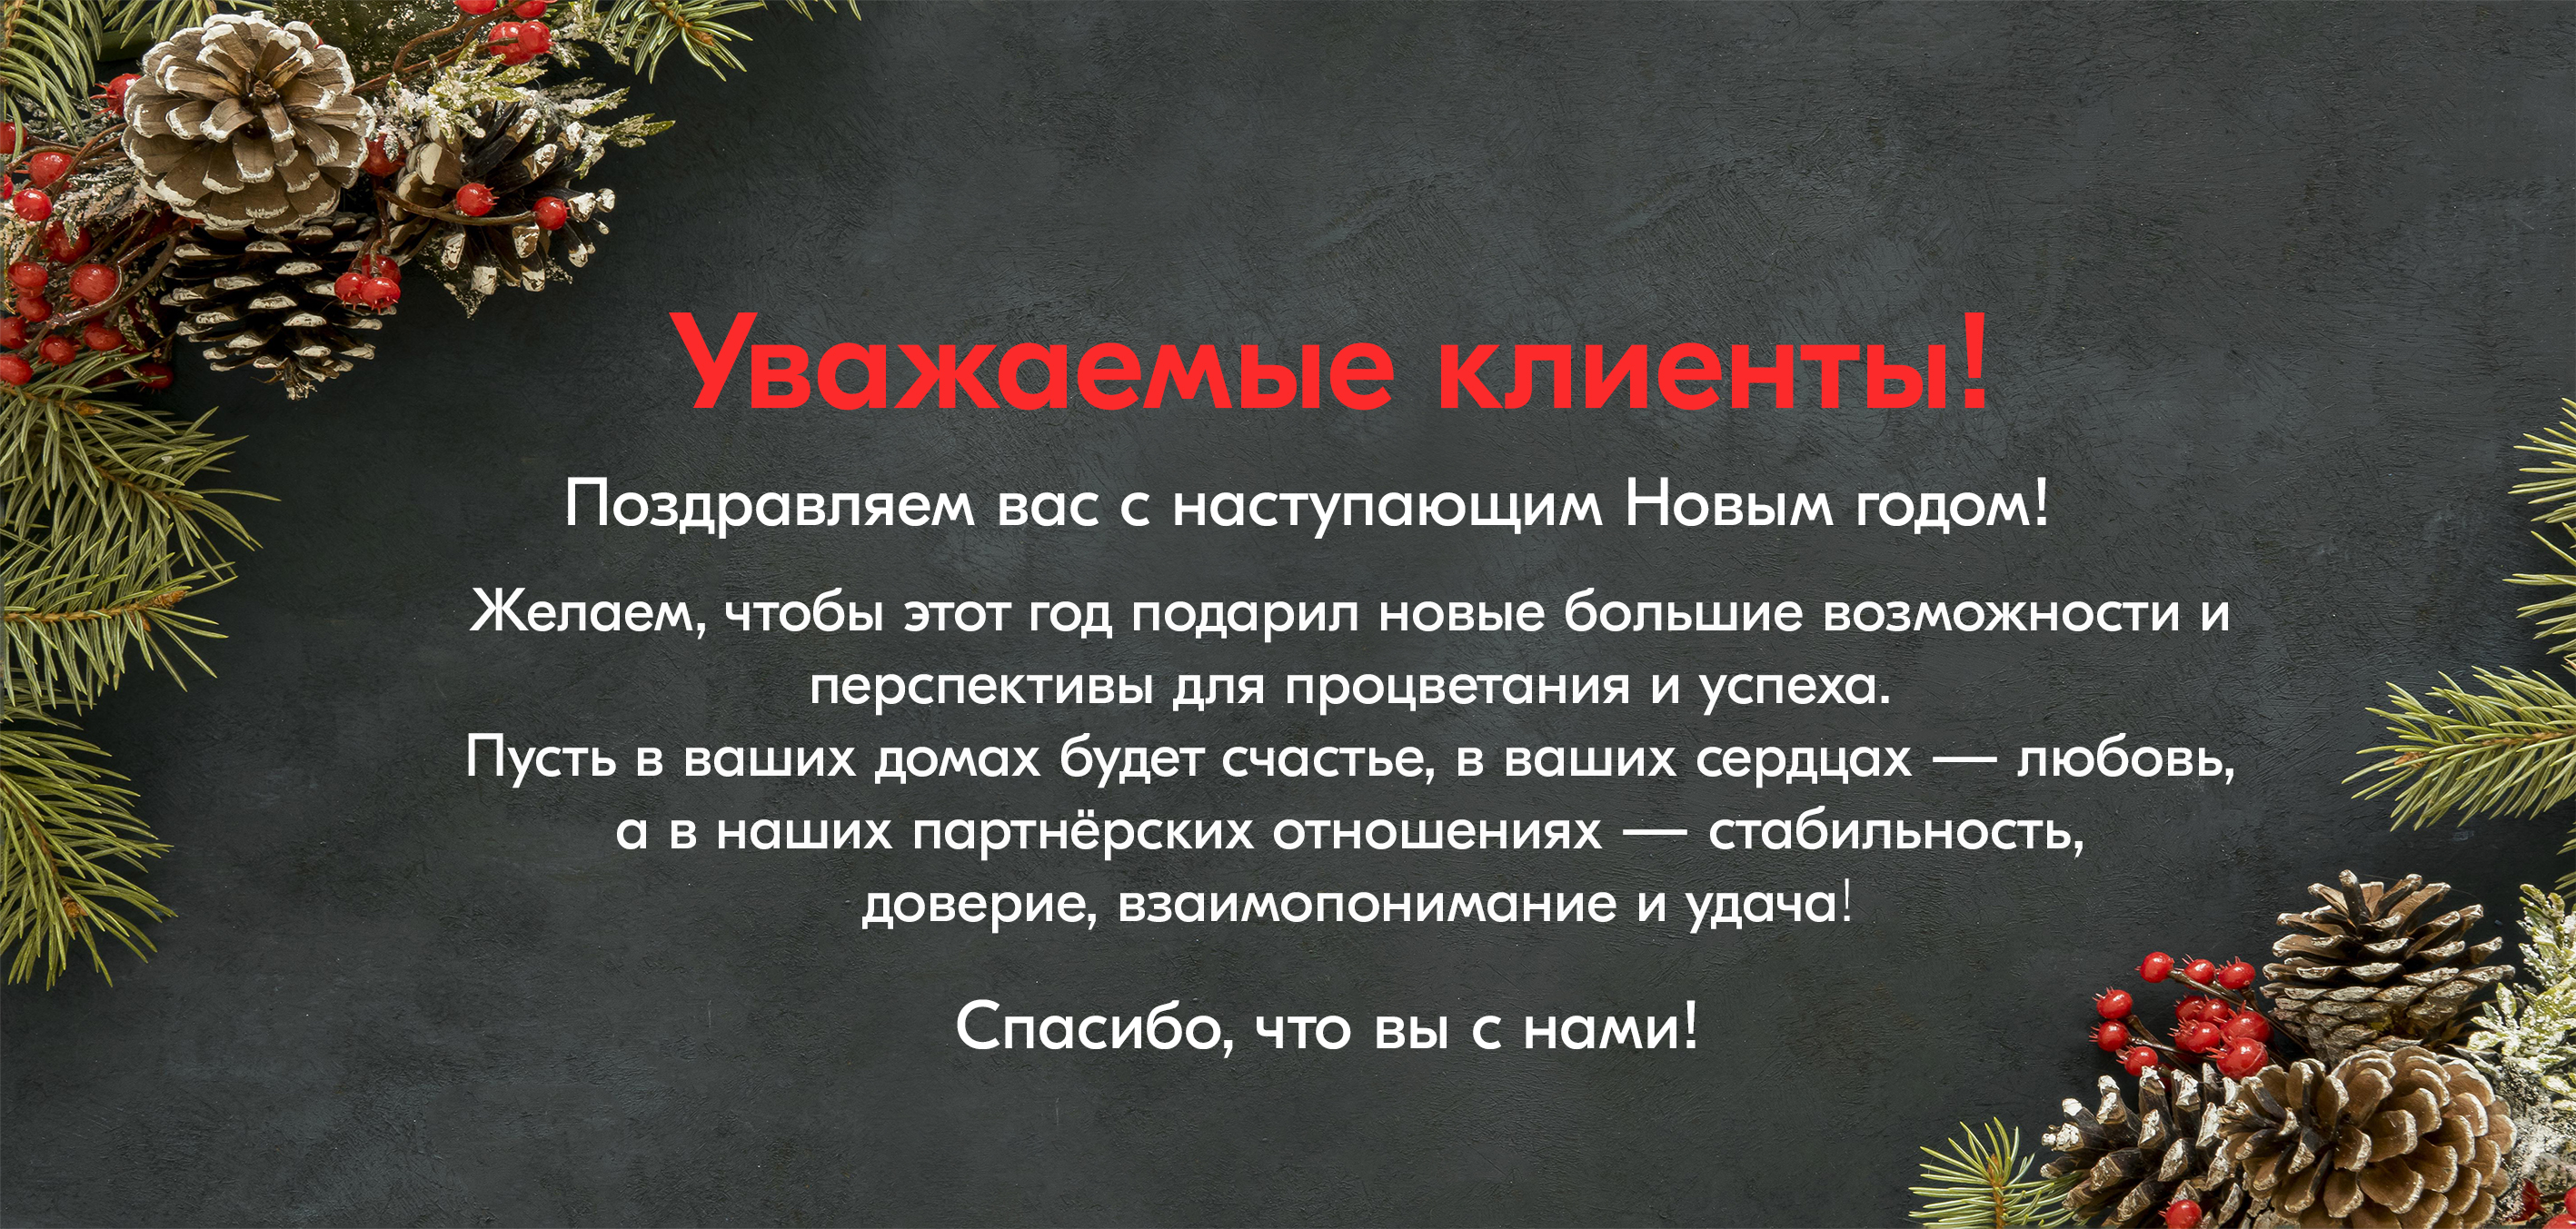 Уважаемые клиенты!
Поздравляем вас с наступающим Новым годом!
Желаем, чтобы этот год подарил новые большие возможности и
перспективы для процветания и успеха.
Пусть в ваших домах будет счастье, в ваших сердцах — любовь,
а в наших партнёрских отношениях — стабильность,
доверие, взаимопонимание и удача!
Спасибо, что вы с нами!